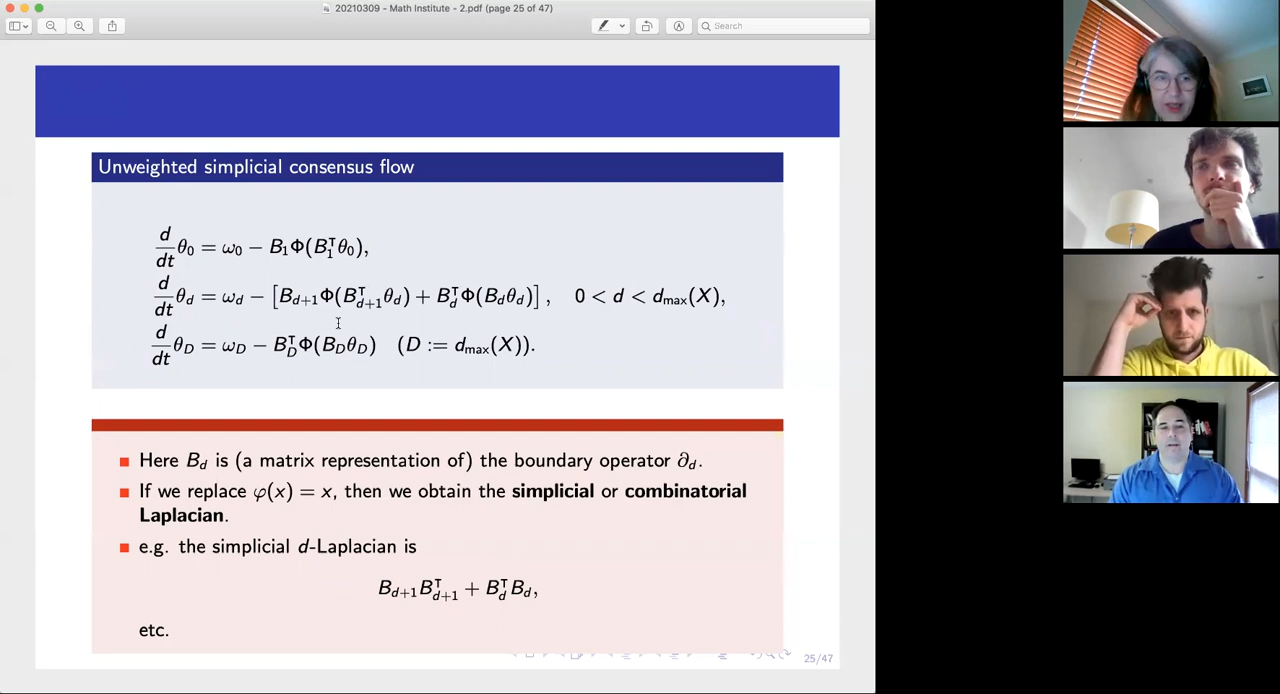 20210309 - Math Institute - 2.pdf (page 25 of 47)
Search
Unweighted simplicial consensus flow
d/dt θ₀ = ω₀ − B₁Φ(B₁ᵀθ₀),
d/dt θ_d = ω_d − [B_{d+1}Φ(B_{d+1}ᵀθ_d) + B_dᵀΦ(B_dθ_d)], 0 < d < d_max(X),
d/dt θ_D = ω_D − B_DᵀΦ(B_Dθ_D) (D := d_max(X)).
Here B_d is (a matrix representation of) the boundary operator ∂_d.
If we replace φ(x) = x, then we obtain the simplicial or combinatorial
Laplacian.
e.g. the simplicial d-Laplacian is
B_{d+1}B_{d+1}ᵀ + B_dᵀB_d,
etc.
25/47